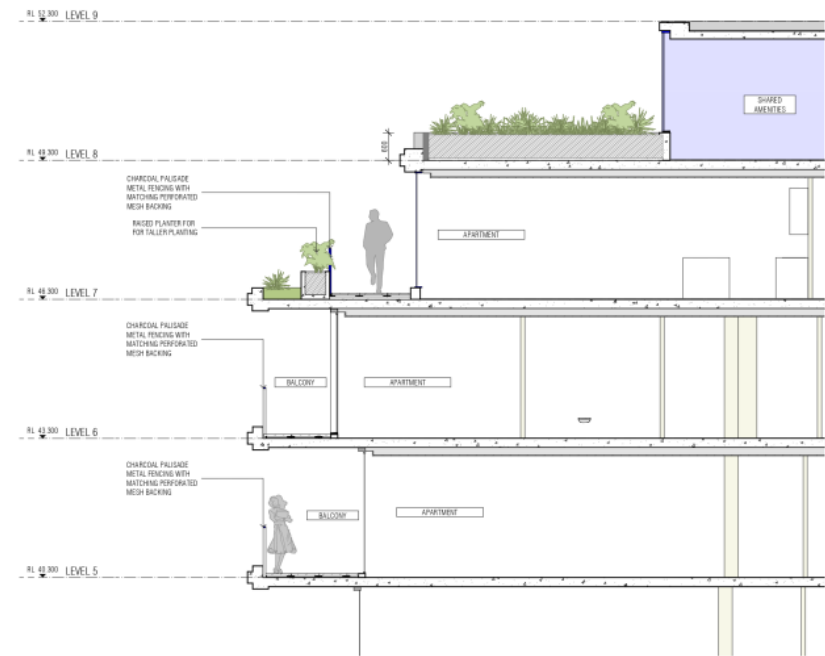 RL 52.300 LEVEL 9
SHARED
AMENITIES
600
RL 49.300 LEVEL 8
CHARCOAL PALISADE
METAL FENCING WITH
MATCHING PERFORATED
MESH BACKING
RAISED PLANTER FOR
FOR TALLER PLANTING
APARTMENT
RL 46.300 LEVEL 7
CHARCOAL PALISADE
METAL FENCING WITH
MATCHING PERFORATED
MESH BACKING
BALCONY
APARTMENT
RL 43.300 LEVEL 6
CHARCOAL PALISADE
METAL FENCING WITH
MATCHING PERFORATED
MESH BACKING
BALCONY
APARTMENT
RL 40.300 LEVEL 5